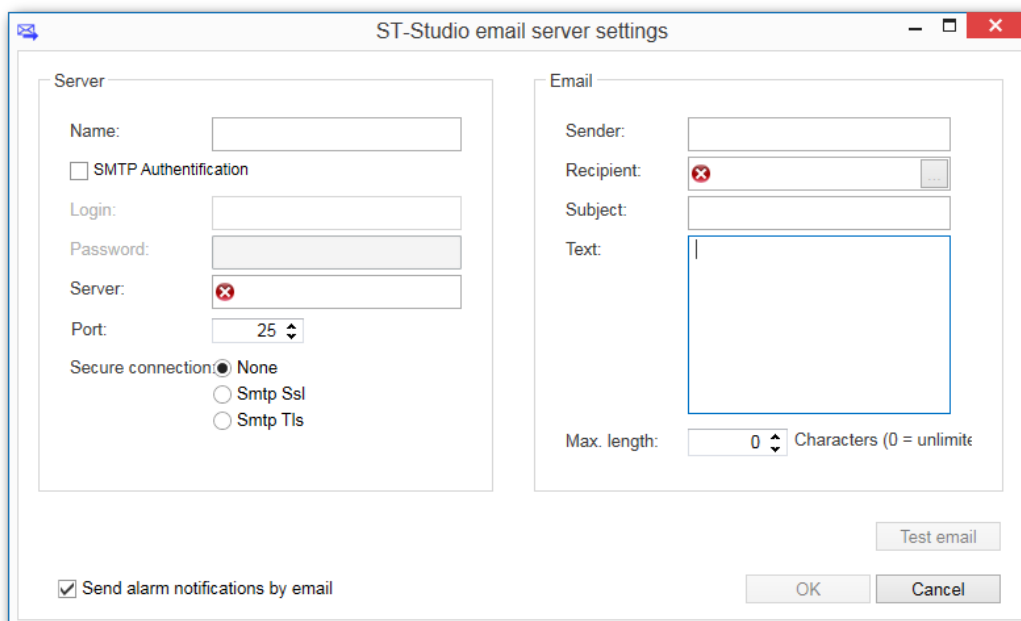 ST-Studio email server settings
Server
Name:
SMTP Authentification
Login:
Password:
Server:
Port:
25
Secure connection:
None
Smtp Ssl
Smtp Tls
Email
Sender:
Recipient:
...
Subject:
Text:
Max. length:
0
Characters (0 = unlimite
Test email
Send alarm notifications by email
OK
Cancel